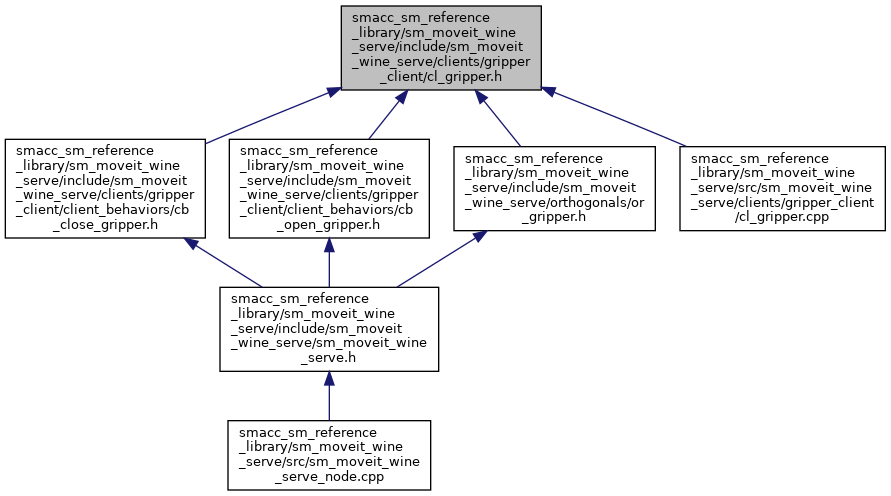 smacc_sm_reference
_library/sm_moveit_wine
_serve/include/sm_moveit
_wine_serve/clients/gripper
_client/cl_gripper.h
smacc_sm_reference
_library/sm_moveit_wine
_serve/include/sm_moveit
_wine_serve/clients/gripper
_client/client_behaviors/cb
_close_gripper.h
smacc_sm_reference
_library/sm_moveit_wine
_serve/include/sm_moveit
_wine_serve/clients/gripper
_client/client_behaviors/cb
_open_gripper.h
smacc_sm_reference
_library/sm_moveit_wine
_serve/include/sm_moveit
_wine_serve/orthogonals/or
_gripper.h
smacc_sm_reference
_library/sm_moveit_wine
_serve/src/sm_moveit_wine
_serve/clients/gripper_client
/cl_gripper.cpp
smacc_sm_reference
_library/sm_moveit_wine
_serve/include/sm_moveit
_wine_serve/sm_moveit_wine
_serve.h
smacc_sm_reference
_library/sm_moveit_wine
_serve/src/sm_moveit_wine
_serve_node.cpp